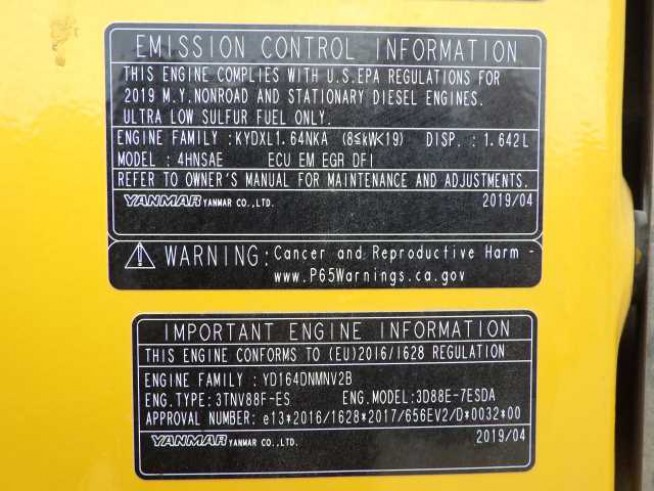 EMISSION CONTROL INFORMATION
THIS ENGINE COMPLIES WITH U.S.EPA REGULATIONS FOR
2019 M.Y.NONROAD AND STATIONARY DIESEL ENGINES.
ULTRA LOW SULFUR FUEL ONLY.
ENGINE FAMILY :KYDXL1.64NKA (8≤kW<19) DISP. :1.642L
MODEL : 4HNSAE ECU EM EGR DFI
REFER TO OWNER'S MANUAL FOR MAINTENANCE AND ADJUSTMENTS.
YANMAR YANMAR CO.,LTD. 2019/04
WARNING: Cancer and Reproductive Harm -
www.P65Warnings.ca.gov
IMPORTANT ENGINE INFORMATION
THIS ENGINE CONFORMS TO (EU)2016/1628 REGULATION
ENGINE FAMILY : YD164DNMNV2B
ENG.TYPE:3TNV88F-ES ENG.MODEL:3D88E-7ESDA
APPROVAL NUMBER: e13*2016/1628*2017/656EV2/D*0032*00
YANMAR YANMAR CO.,LTD. 2019/04